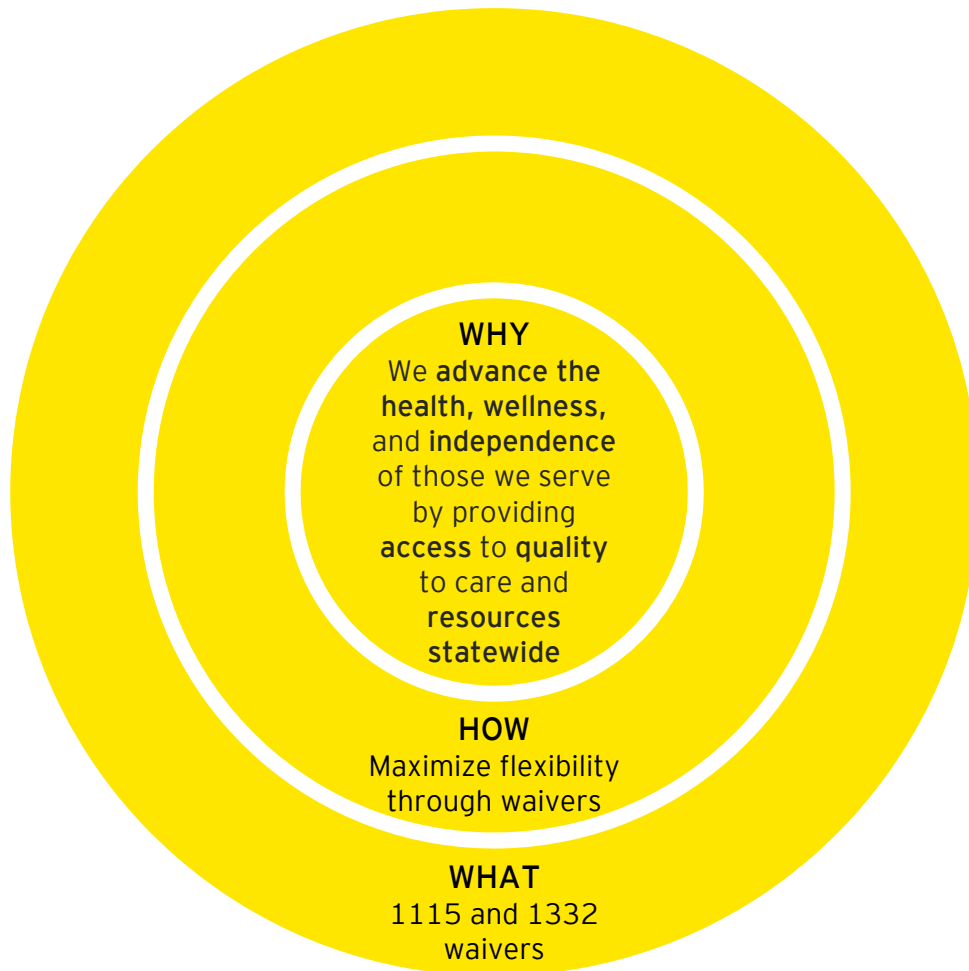 WHY
We advance the
health, wellness,
and independence
of those we serve
by providing
access to quality
to care and
resources
statewide
HOW
Maximize flexibility
through waivers
WHAT
1115 and 1332
waivers